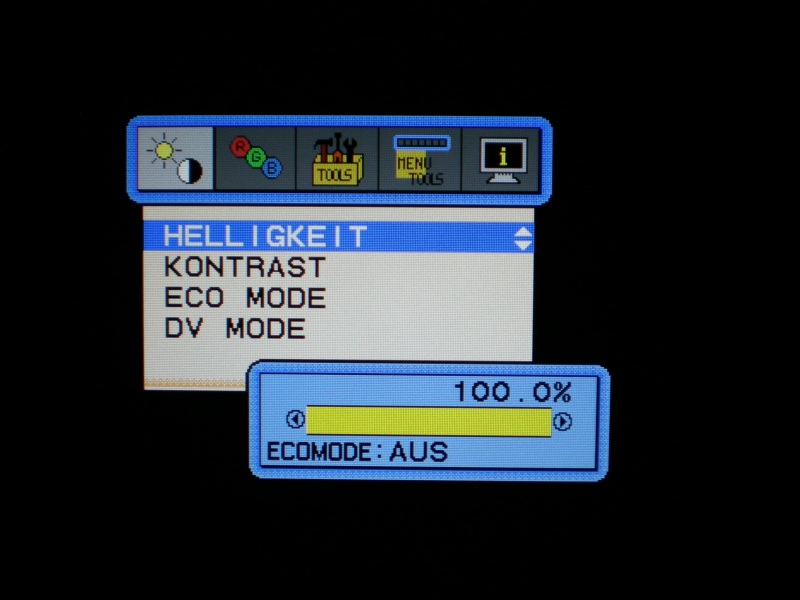 R G B
TOOLS
MENU
TOOLS
i
HELLIGKEIT
KONTRAST
ECO MODE
DV MODE
100.0%
ECOMODE:AUS